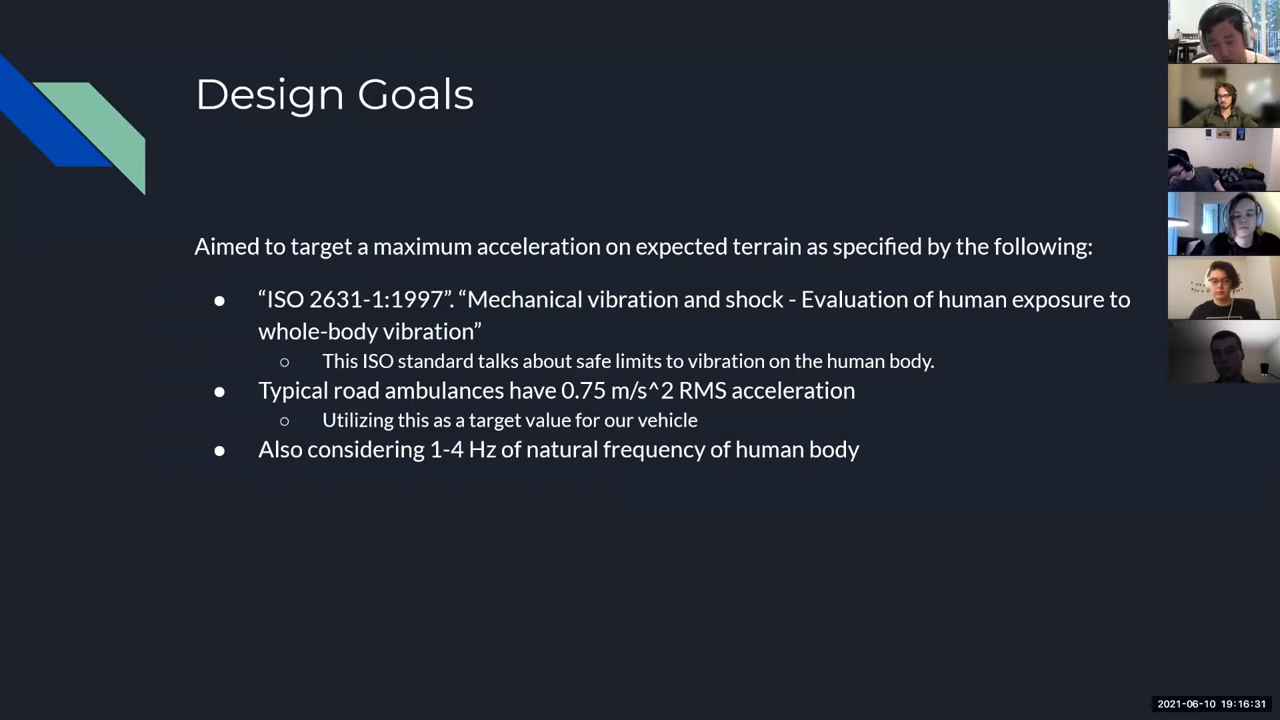 Design Goals
Aimed to target a maximum acceleration on expected terrain as specified by the following:
● “ISO 2631-1:1997”. “Mechanical vibration and shock - Evaluation of human exposure to
whole-body vibration”
○ This ISO standard talks about safe limits to vibration on the human body.
● Typical road ambulances have 0.75 m/s^2 RMS acceleration
○ Utilizing this as a target value for our vehicle
● Also considering 1-4 Hz of natural frequency of human body
2021-06-10 19:16:31